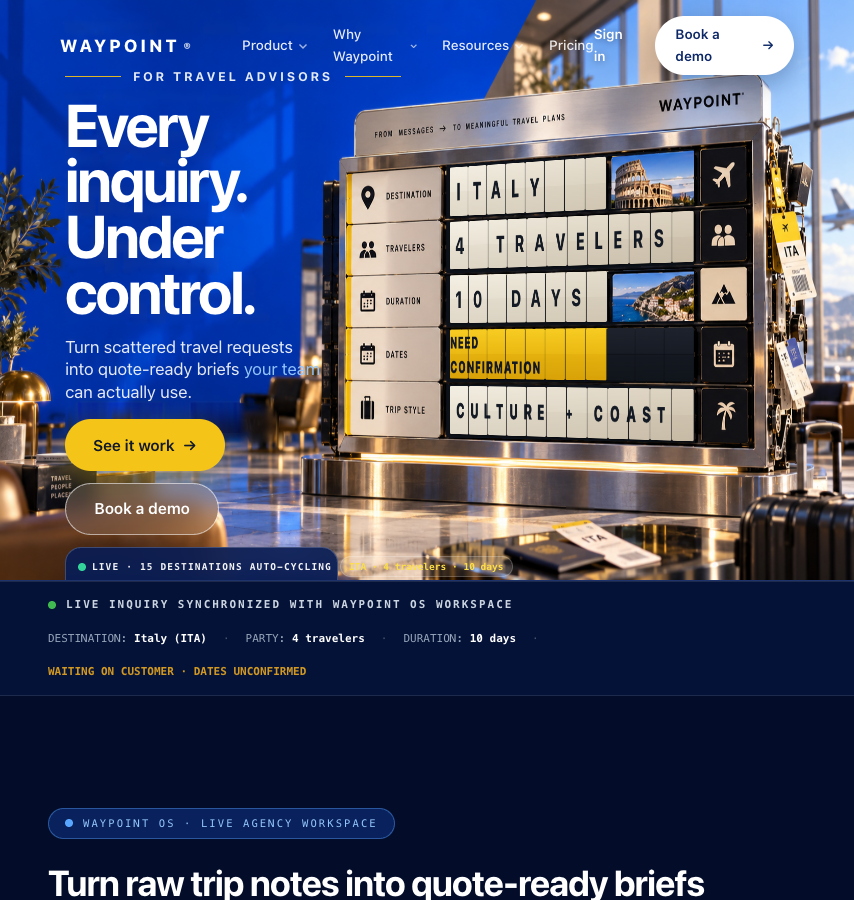 WAYPOINT ®
Product
Why Waypoint
Resources
Pricing
Sign in
Book a demo →
FOR TRAVEL ADVISORS
Every
inquiry.
Under
control.
Turn scattered travel requests
into quote-ready briefs your team
can actually use.
See it work →
Book a demo
LIVE · 15 DESTINATIONS AUTO-CYCLING
4 travelers · 10 days
WAYPOINT
FROM MESSAGES → TO MEANINGFUL TRAVEL PLANS
DESTINATION
ITALY
TRAVELERS
4 TRAVELERS
DURATION
10 DAYS
DATES
NEED
CONFIRMATION
TRIP STYLE
CULTURE + COAST
ITA
TRAVEL
PEOPLE
PLACES
LIVE INQUIRY SYNCHRONIZED WITH WAYPOINT OS WORKSPACE
DESTINATION: Italy (ITA) · PARTY: 4 travelers · DURATION: 10 days ·
WAITING ON CUSTOMER · DATES UNCONFIRMED
WAYPOINT OS · LIVE AGENCY WORKSPACE
Turn raw trip notes into quote-ready briefs